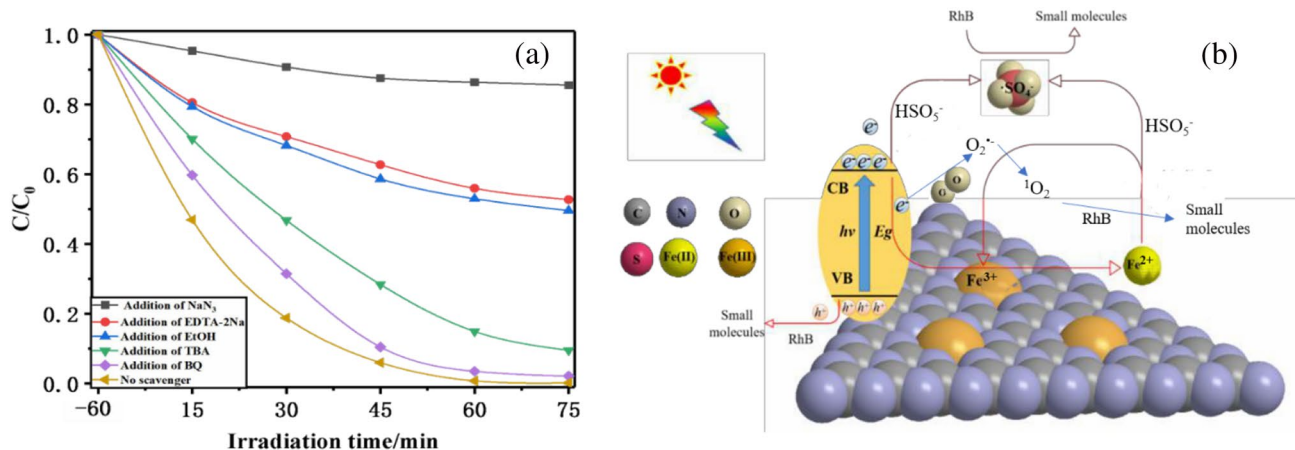 (a)
C/C0
1. 0
0. 8
0. 6
0. 4
0. 2
0. 0
Addition of NaN3
Addition of EDTA-2Na
Addition of EtOH
Addition of TBA
Addition of BQ
No scavenger
−60 15 30 45 60 75
Irradiation time/min
(b)
RhB Small molecules
·SO4-
HSO5- HSO5-
e-
e- e- e-
O2•-
1O2
CB
e-
O O
hv Eg
RhB
Small
molecules
C N O
S Fe(II) Fe(III)
VB
Fe3+
Fe2+
h+ h+ h+ h+
Small
molecules
RhB